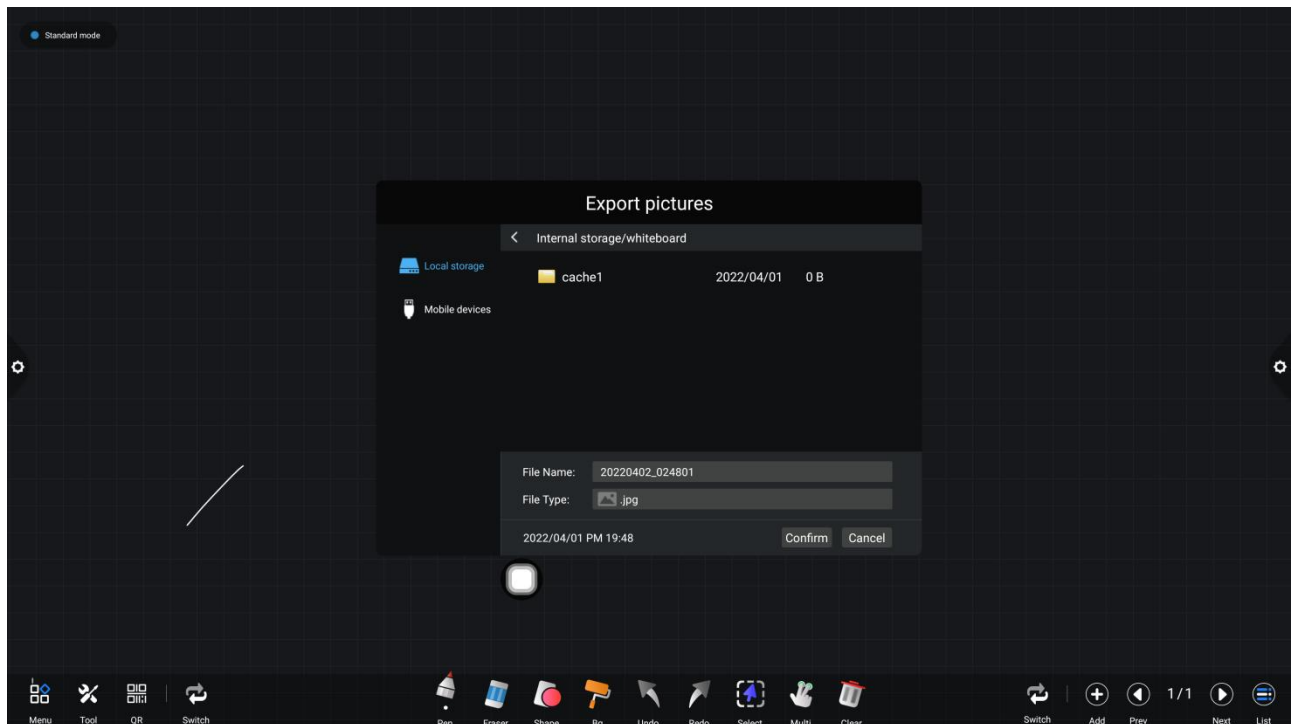 Standard mode
Export pictures
Internal storage/whiteboard
Local storage
cache1 2022/04/01 0 B
Mobile devices
File Name: 20220402_024801
File Type: .jpg
2022/04/01 PM 19:48 Confirm Cancel
1/1
Menu Tool QR Switch Pen Eraser Shape Bg Undo Redo Select Multi Clear Switch Add Prev Next List